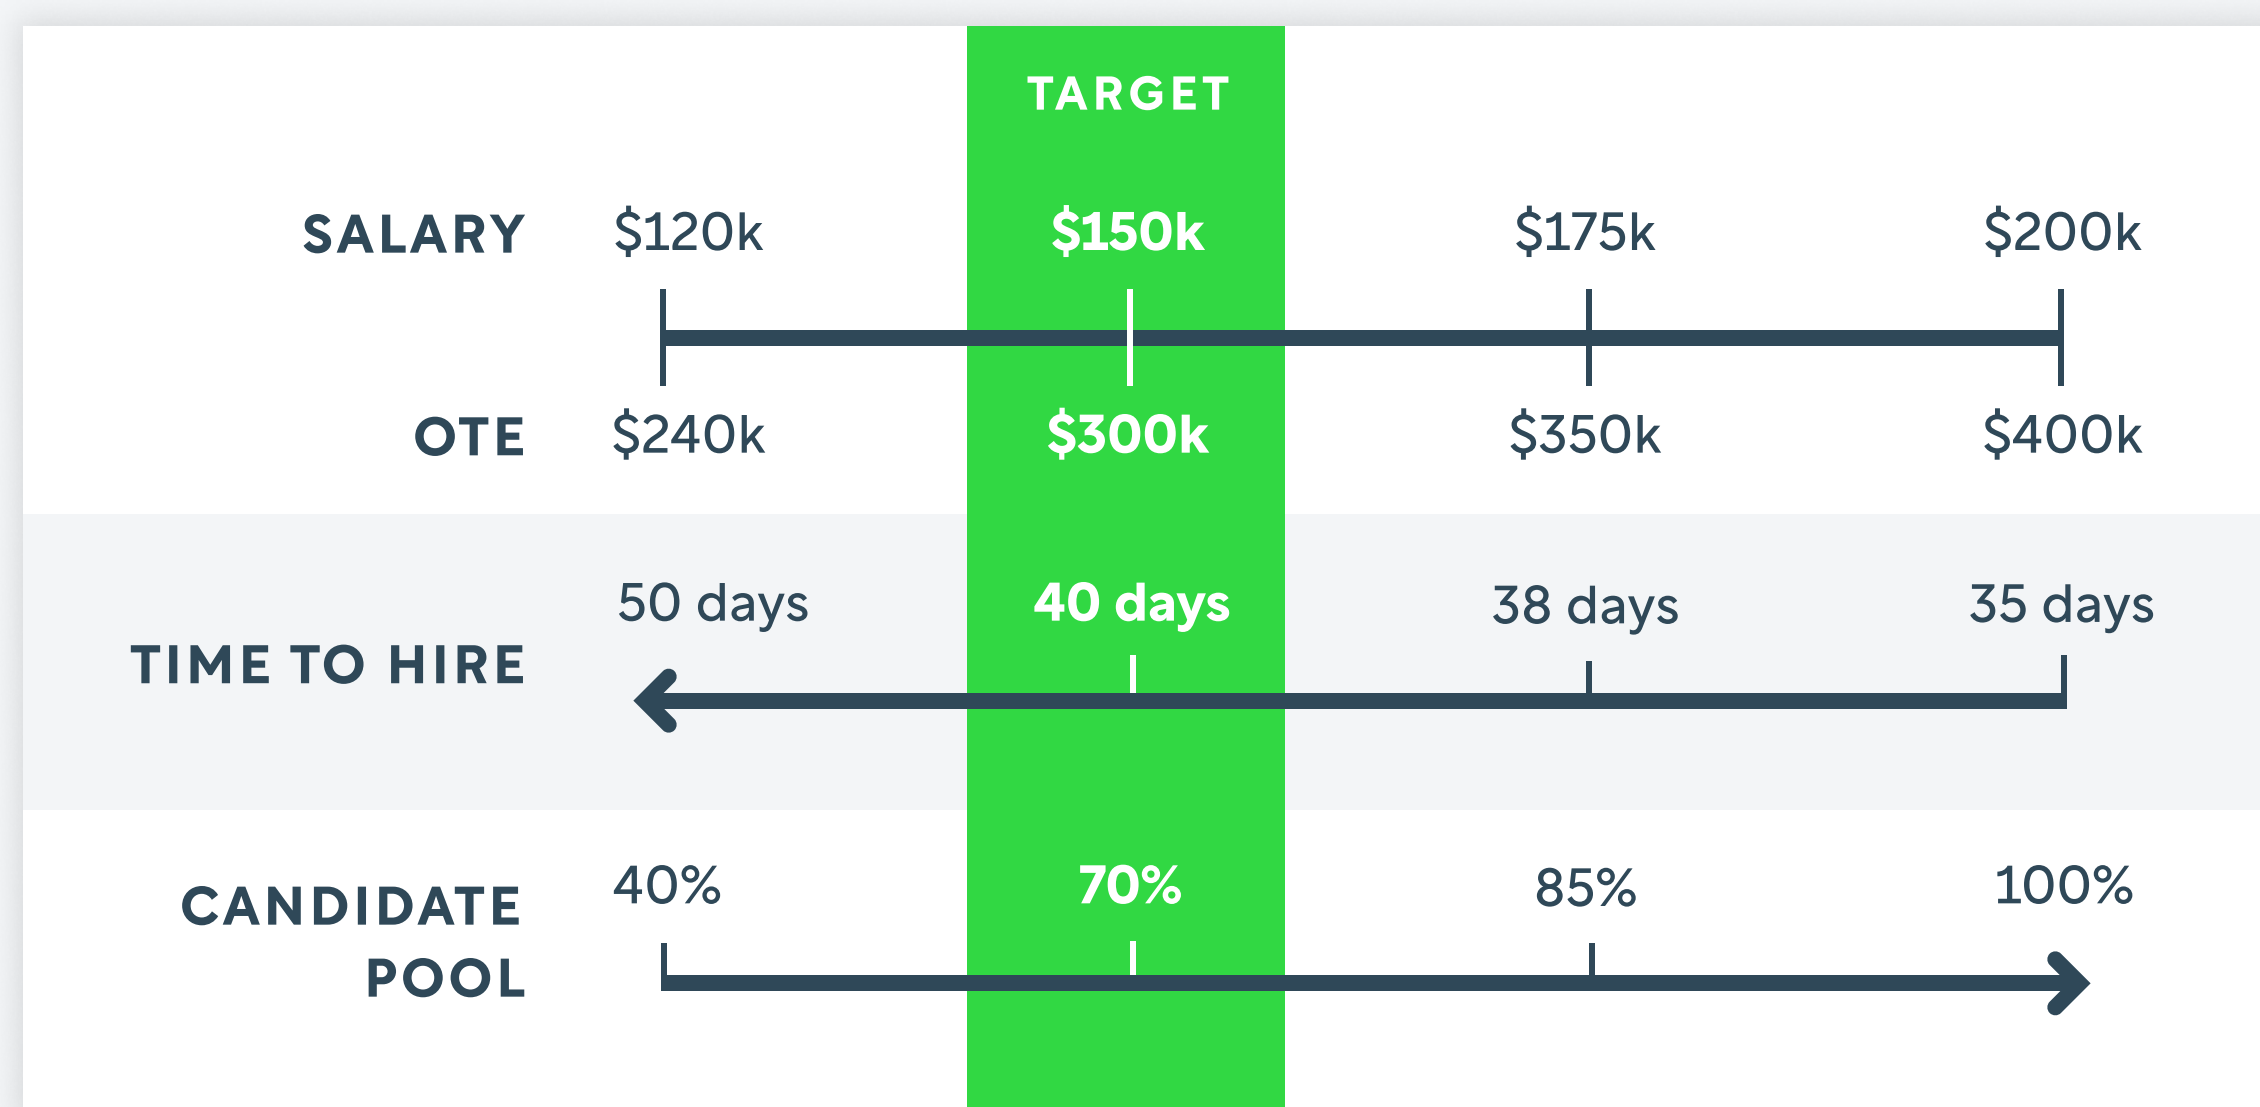 TARGET
SALARY $120k $150k $175k $200k
OTE $240k $300k $350k $400k
50 days 40 days 38 days 35 days
TIME TO HIRE
40% 70% 85% 100%
CANDIDATE
POOL